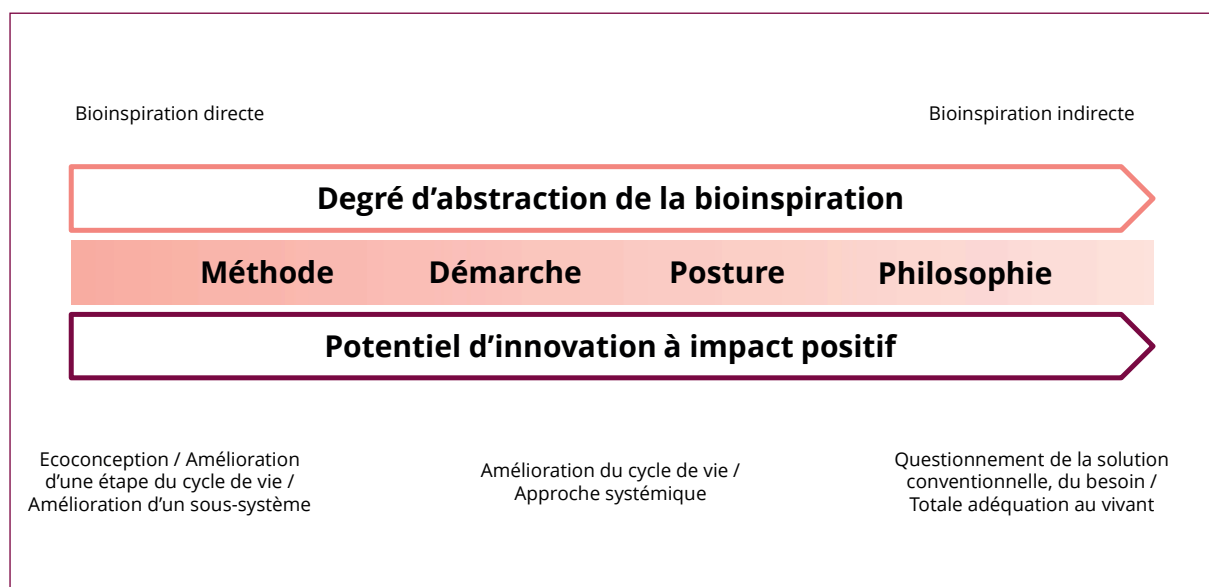 Bioinspiration directe
Bioinspiration indirecte
Degré d’abstraction de la bioinspiration
Méthode Démarche Posture Philosophie
Potentiel d’innovation à impact positif
Ecoconception / Amélioration
d’une étape du cycle de vie /
Amélioration d’un sous-système
Amélioration du cycle de vie /
Approche systémique
Questionnement de la solution
conventionnelle, du besoin /
Totale adéquation au vivant